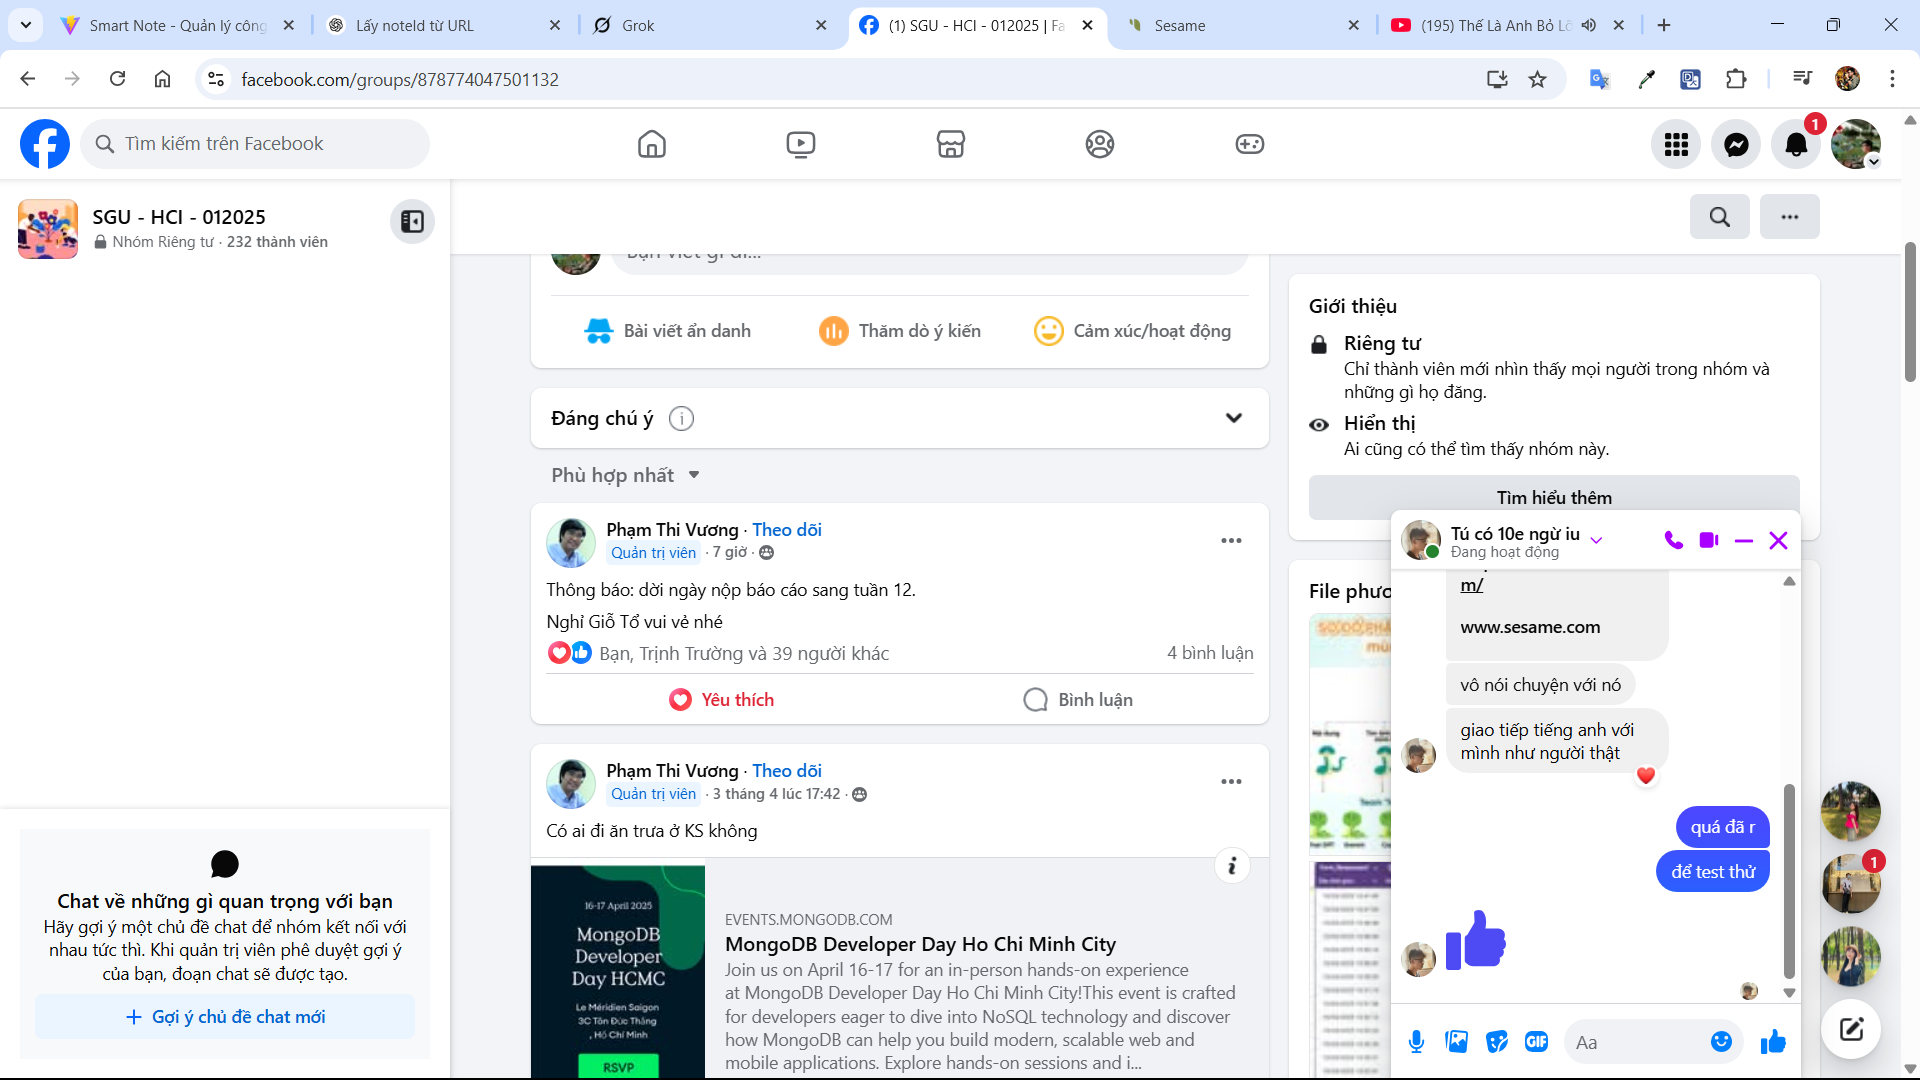 Smart Note - Quản lý công
Lấy noteId từ URL
Grok
(1) SGU - HCI - 012025 | Fa
Sesame
(195) Thế Là Anh Bỏ Lỡ
facebook.com/groups/878774047501132
Tìm kiếm trên Facebook
1
SGU - HCI - 012025
Nhóm Riêng tư · 232 thành viên
Bạn viết gì đi...
Bài viết ẩn danh
Thăm dò ý kiến
Cảm xúc/hoạt động
Đáng chú ý
Phù hợp nhất
Phạm Thi Vương · Theo dõi
Quản trị viên · 7 giờ ·
Thông báo: dời ngày nộp báo cáo sang tuần 12.
Nghỉ Giỗ Tổ vui vẻ nhé
Bạn, Trịnh Trường và 39 người khác
4 bình luận
Yêu thích
Bình luận
Phạm Thi Vương · Theo dõi
Quản trị viên · 3 tháng 4 lúc 17:42 ·
Có ai đi ăn trưa ở KS không
16-17 April 2025
MongoDB
Developer
Day HCMC
Le Méridien Saigon
3C Tôn Đức Thắng
, Hồ Chí Minh
RSVP
EVENTS.MONGODB.COM
MongoDB Developer Day Ho Chi Minh City
Join us on April 16-17 for an in-person hands-on experience
at MongoDB Developer Day Ho Chi Minh City!This event is crafted
for developers eager to dive into NoSQL technology and discover
how MongoDB can help you build modern, scalable web and
mobile applications. Explore hands-on sessions and i...
Giới thiệu
Riêng tư
Chỉ thành viên mới nhìn thấy mọi người trong nhóm và
những gì họ đăng.
Hiển thị
Ai cũng có thể tìm thấy nhóm này.
Tìm hiểu thêm
File phươ
Tú có 10e ngừ iu
Đang hoạt động
m/
www.sesame.com
vô nói chuyện với nó
giao tiếp tiếng anh với
mình như người thật
quá đã r
để test thử
GIF
Aa
1
Chat về những gì quan trọng với bạn
Hãy gợi ý một chủ đề chat để nhóm kết nối với
nhau tức thì. Khi quản trị viên phê duyệt gợi ý
của bạn, đoạn chat sẽ được tạo.
Gợi ý chủ đề chat mới